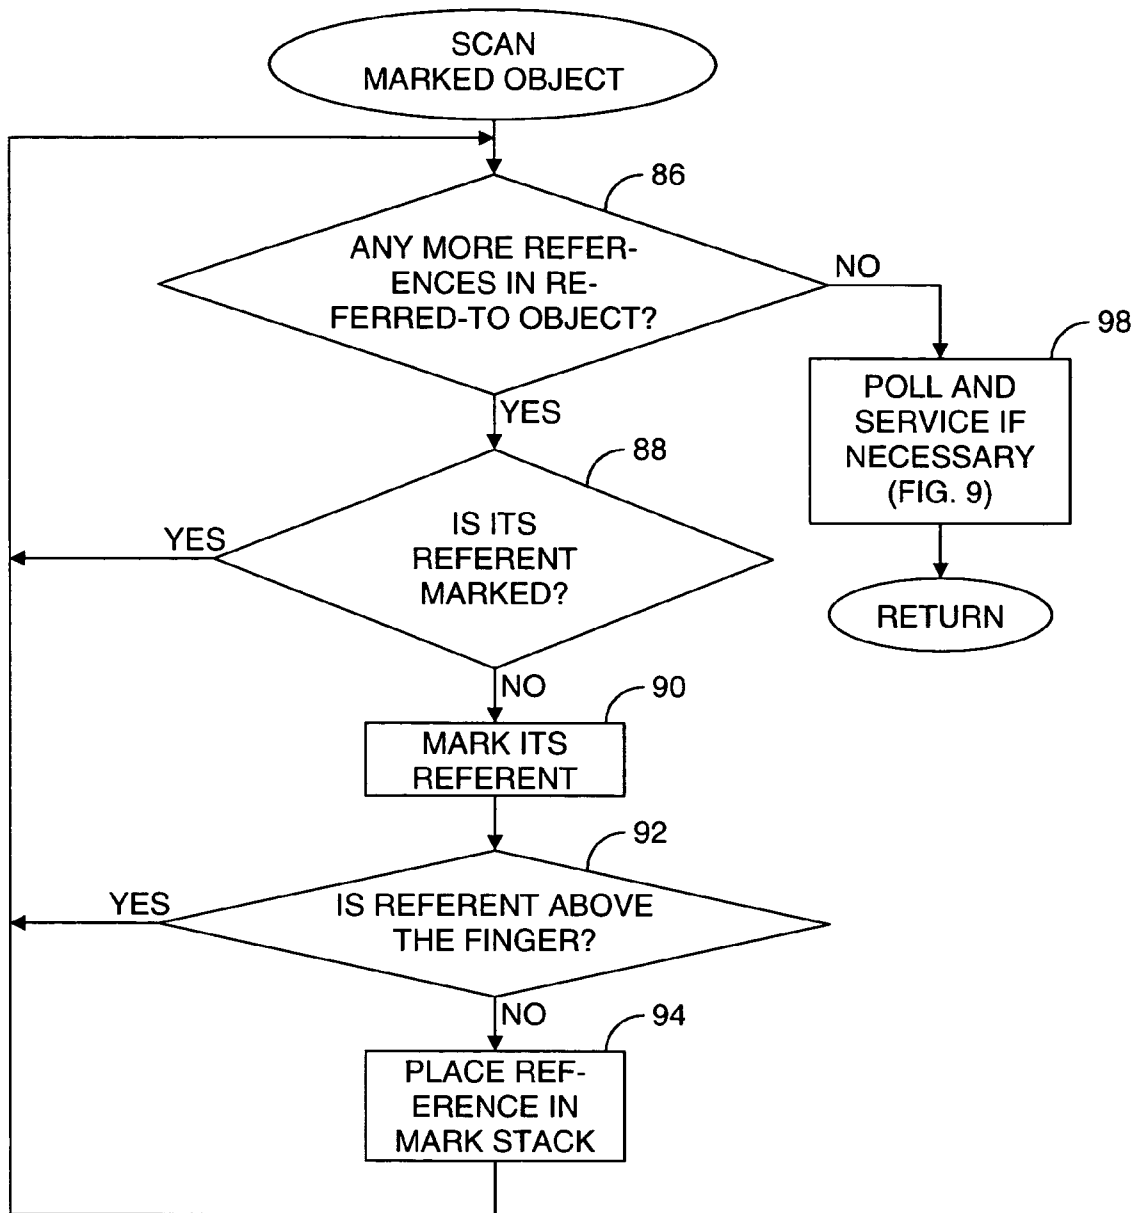 SCAN
MARKED OBJECT
86
ANY MORE REFER-
ENCES IN RE-
FERRED-TO OBJECT?
NO
98
POLL AND
SERVICE IF
NECESSARY
(FIG. 9)
RETURN
YES
88
IS ITS
REFERENT
MARKED?
YES
NO
90
MARK ITS
REFERENT
92
IS REFERENT ABOVE
THE FINGER?
YES
NO
94
PLACE REF-
ERENCE IN
MARK STACK